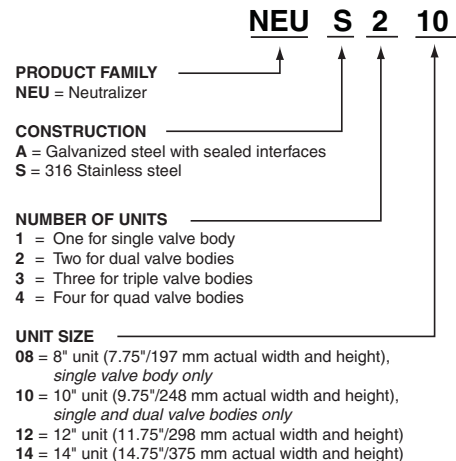 NEU S 2 10
PRODUCT FAMILY
NEU = Neutralizer
CONSTRUCTION
A = Galvanized steel with sealed interfaces
S = 316 Stainless steel
NUMBER OF UNITS
1 = One for single valve body
2 = Two for dual valve bodies
3 = Three for triple valve bodies
4 = Four for quad valve bodies
UNIT SIZE
08 = 8" unit (7.75"/197 mm actual width and height),
single valve body only
10 = 10" unit (9.75"/248 mm actual width and height),
single and dual valve bodies only
12 = 12" unit (11.75"/298 mm actual width and height)
14 = 14" unit (14.75"/375 mm actual width and height)